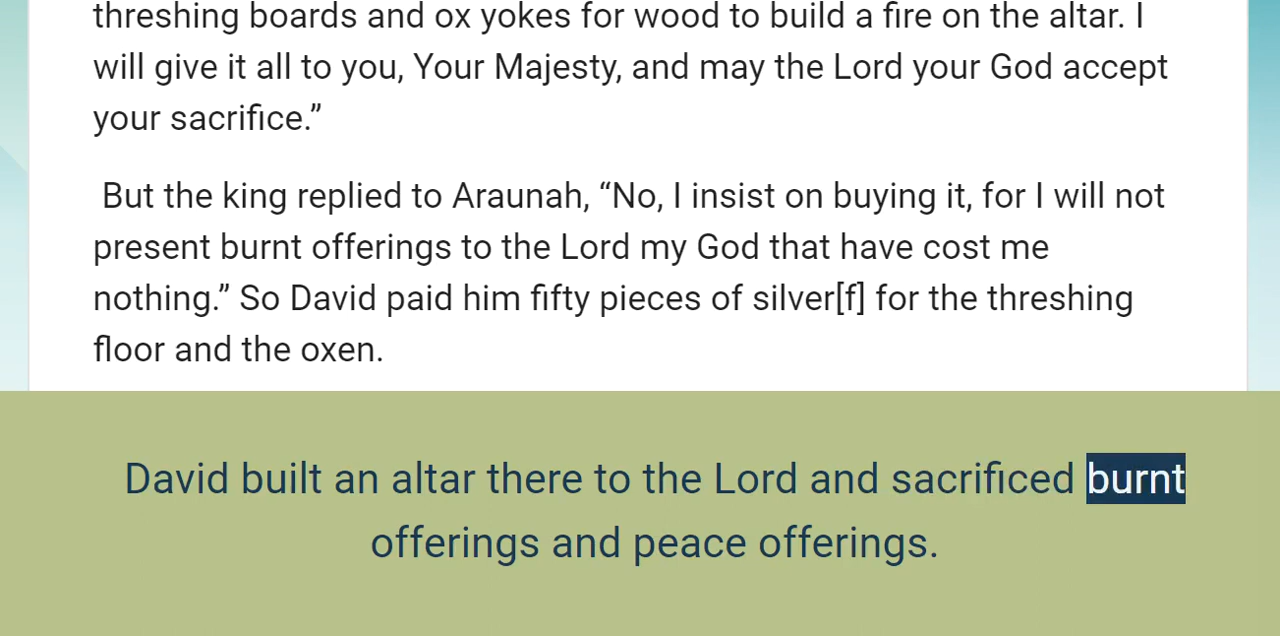 threshing boards and ox yokes for wood to build a fire on the altar. I
will give it all to you, Your Majesty, and may the Lord your God accept
your sacrifice.”
But the king replied to Araunah, “No, I insist on buying it, for I will not
present burnt offerings to the Lord my God that have cost me
nothing.” So David paid him fifty pieces of silver[f] for the threshing
floor and the oxen.
David built an altar there to the Lord and sacrificed burnt
offerings and peace offerings.